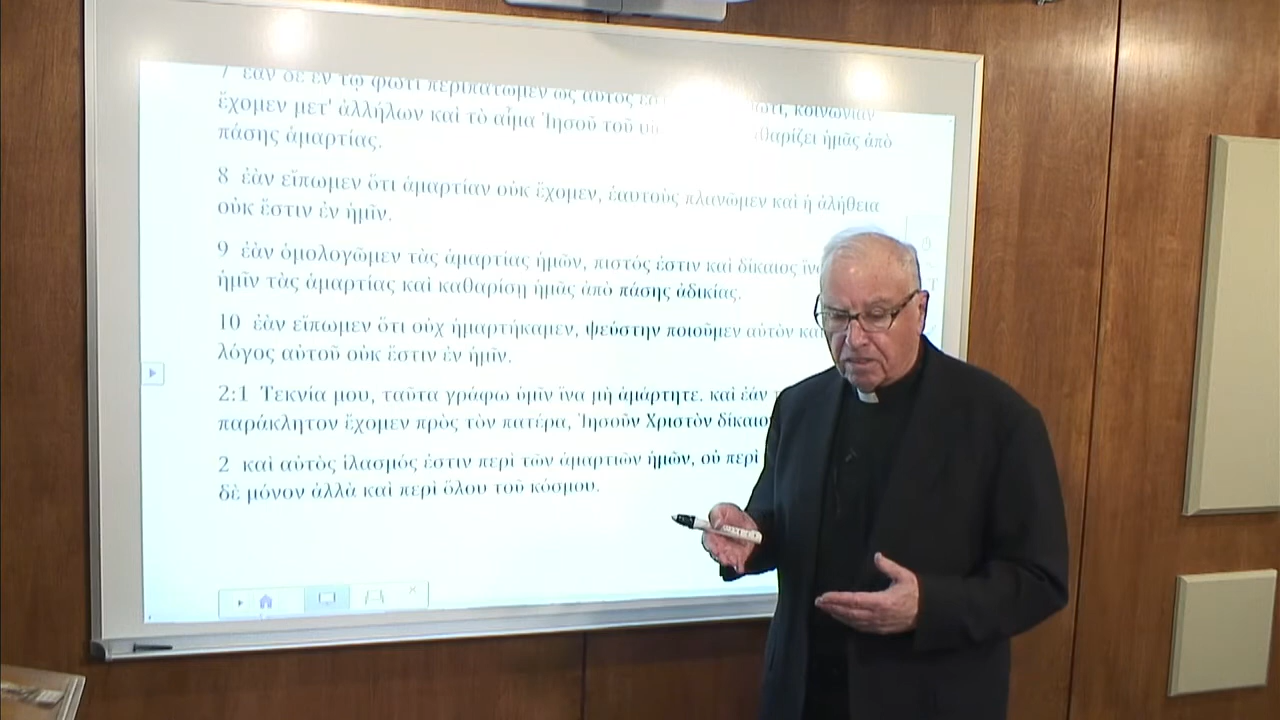 7 ἐὰν δὲ ἐν τῷ φωτὶ περιπατῶμεν ὡς αὐτός κοινωνίαν
ἔχομεν μετ' ἀλλήλων καὶ τὸ αἷμα Ἰησοῦ τοῦ ἡμᾶς ἀπὸ
πάσης ἁμαρτίας.
8 ἐὰν εἴπωμεν ὅτι ἁμαρτίαν οὐκ ἔχομεν, ἑαυτοὺς πλανῶμεν καὶ ἡ ἀλήθεια
οὐκ ἔστιν ἐν ἡμῖν.
9 ἐὰν ὁμολογῶμεν τὰς ἁμαρτίας ἡμῶν, πιστός ἐστιν καὶ δίκαιος
ἡμῖν τὰς ἁμαρτίας καὶ καθαρίσῃ ἡμᾶς ἀπὸ πάσης ἀδικίας.
10 ἐὰν εἴπωμεν ὅτι οὐχ ἡμαρτήκαμεν, ψεύστην ποιοῦμεν αὐτὸν
λόγος αὐτοῦ οὐκ ἔστιν ἐν ἡμῖν.
2:1 Τεκνία μου, ταῦτα γράφω ὑμῖν ἵνα μὴ ἁμάρτητε. καὶ ἐάν
παράκλητον ἔχομεν πρὸς τὸν πατέρα, Ἰησοῦν Χριστὸν
2 καὶ αὐτὸς ἱλασμός ἐστιν περὶ τῶν ἁμαρτιῶν ἡμῶν, οὐ περὶ
δὲ μόνον ἀλλὰ καὶ περὶ ὅλου τοῦ κόσμου.